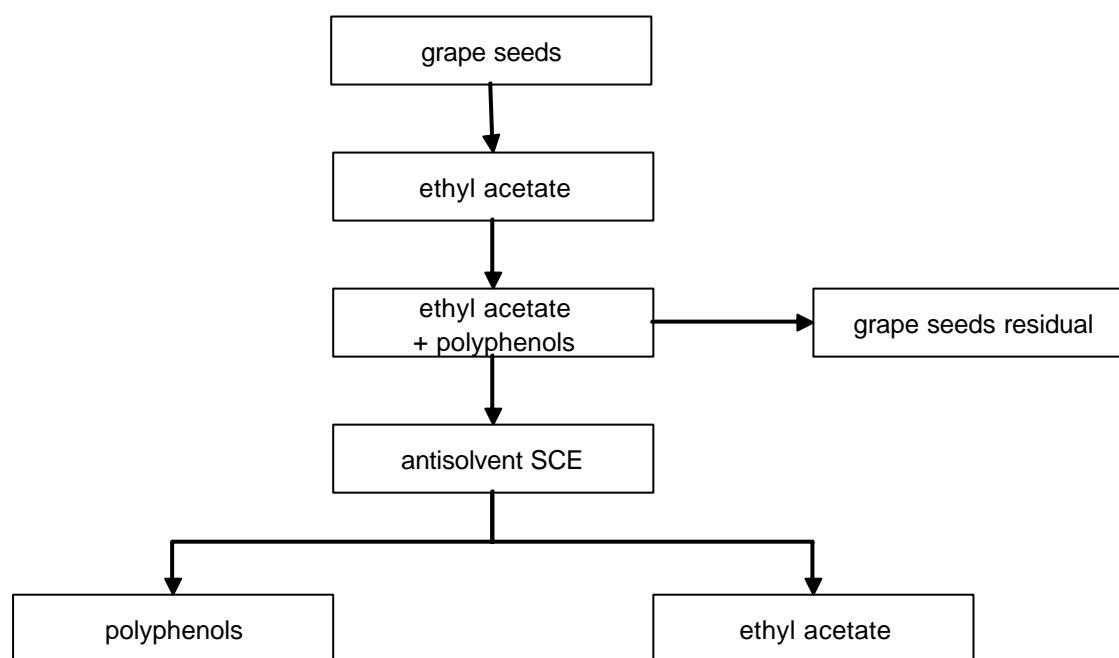 grape seeds
ethyl acetate
ethyl acetate
+ polyphenols
grape seeds residual
antisolvent SCE
polyphenols
ethyl acetate